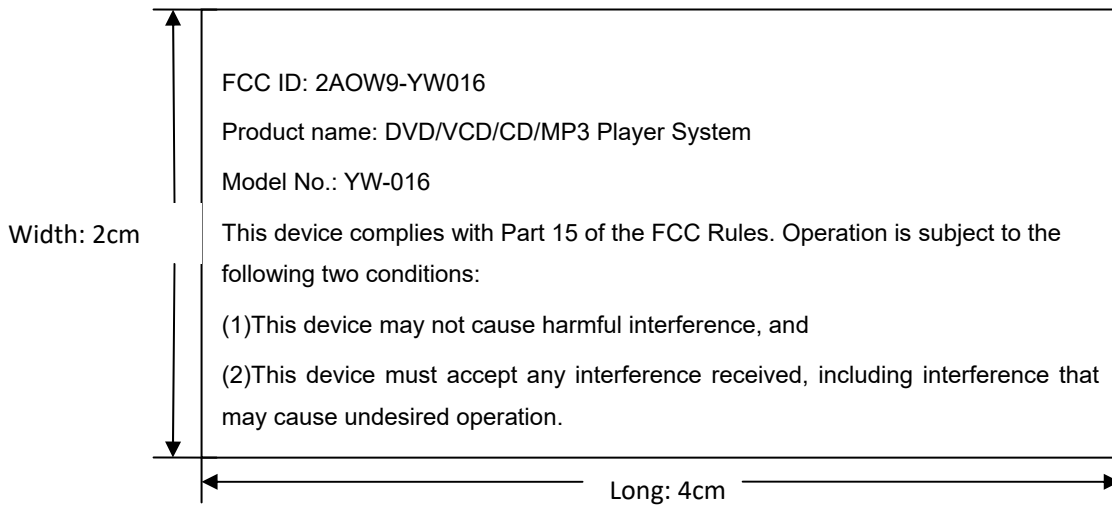 FCC ID: 2AOW9-YW016
Product name: DVD/VCD/CD/MP3 Player System
Model No.: YW-016
Width: 2cm
This device complies with Part 15 of the FCC Rules. Operation is subject to the
following two conditions:
(1)This device may not cause harmful interference, and
(2)This device must accept any interference received, including interference that
may cause undesired operation.
Long: 4cm